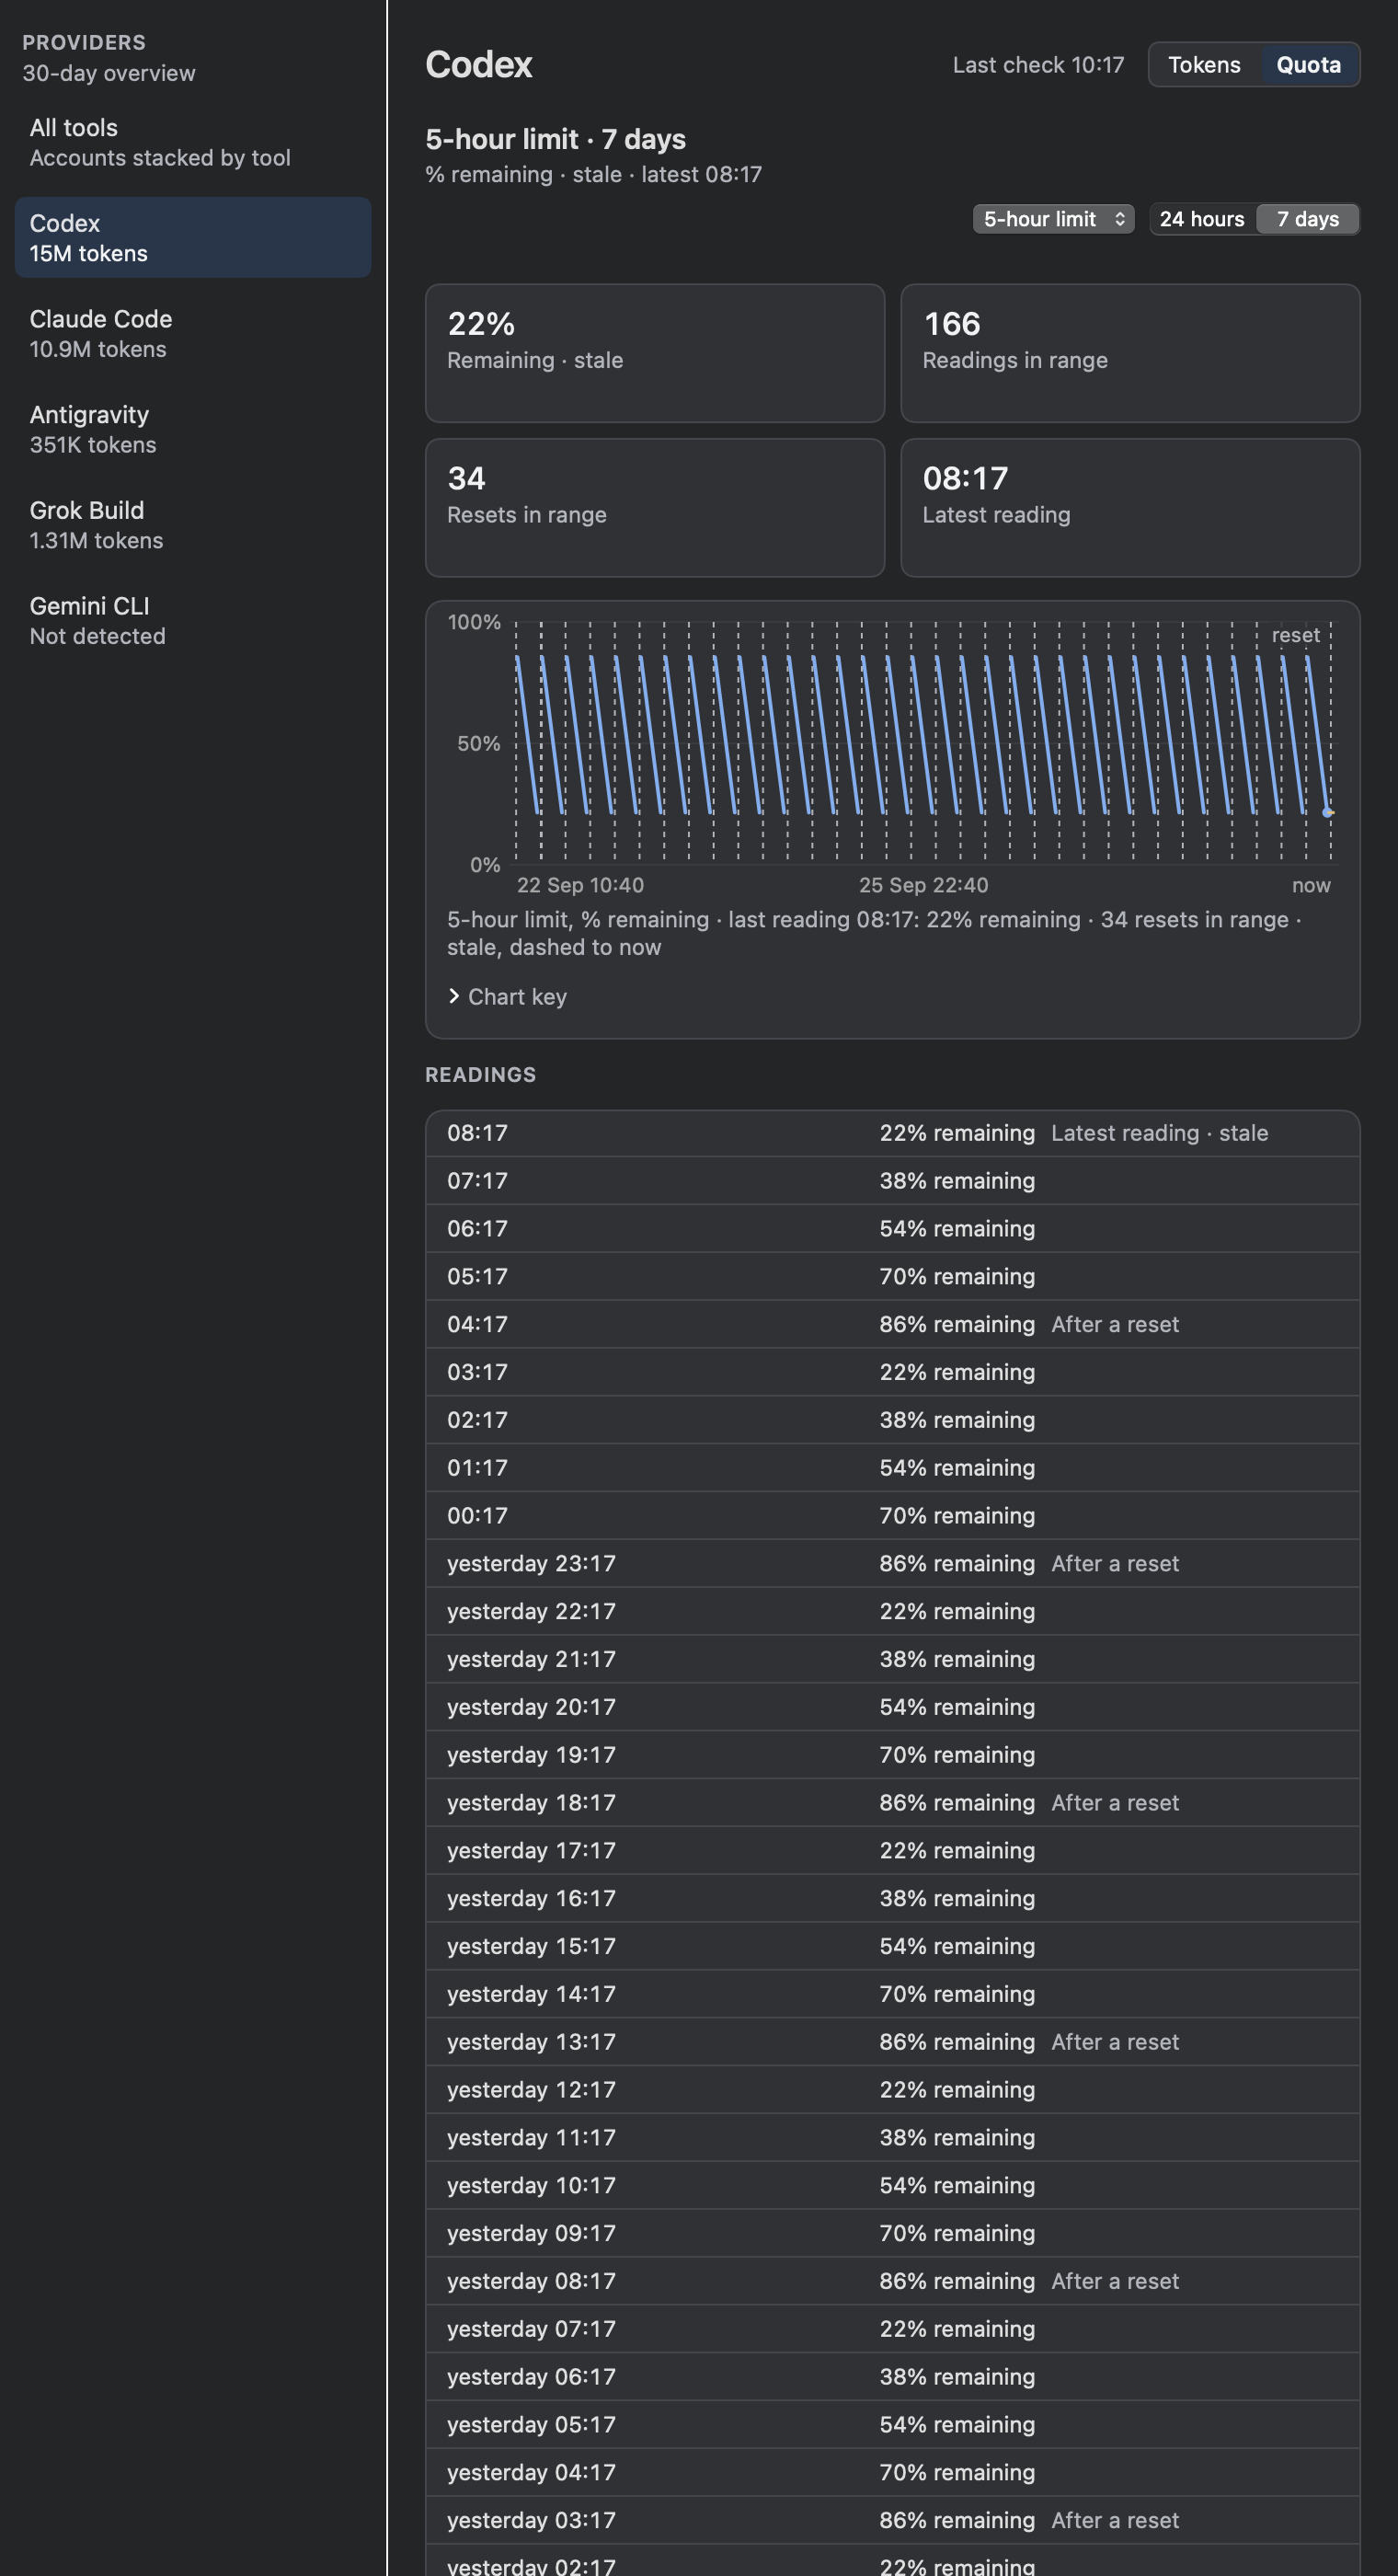 PROVIDERS
30-day overview
All tools
Accounts stacked by tool
Codex
15M tokens
Claude Code
10.9M tokens
Antigravity
351K tokens
Grok Build
1.31M tokens
Gemini CLI
Not detected
Codex
Last check 10:17
Tokens
Quota
5-hour limit · 7 days
% remaining · stale · latest 08:17
5-hour limit
24 hours
7 days
22%
Remaining · stale
166
Readings in range
34
Resets in range
08:17
Latest reading
100%
50%
0%
reset
22 Sep 10:40
25 Sep 22:40
now
5-hour limit, % remaining · last reading 08:17: 22% remaining · 34 resets in range ·
stale, dashed to now
Chart key
READINGS
08:17 22% remaining Latest reading · stale
07:17 38% remaining
06:17 54% remaining
05:17 70% remaining
04:17 86% remaining After a reset
03:17 22% remaining
02:17 38% remaining
01:17 54% remaining
00:17 70% remaining
yesterday 23:17 86% remaining After a reset
yesterday 22:17 22% remaining
yesterday 21:17 38% remaining
yesterday 20:17 54% remaining
yesterday 19:17 70% remaining
yesterday 18:17 86% remaining After a reset
yesterday 17:17 22% remaining
yesterday 16:17 38% remaining
yesterday 15:17 54% remaining
yesterday 14:17 70% remaining
yesterday 13:17 86% remaining After a reset
yesterday 12:17 22% remaining
yesterday 11:17 38% remaining
yesterday 10:17 54% remaining
yesterday 09:17 70% remaining
yesterday 08:17 86% remaining After a reset
yesterday 07:17 22% remaining
yesterday 06:17 38% remaining
yesterday 05:17 54% remaining
yesterday 04:17 70% remaining
yesterday 03:17 86% remaining After a reset
yesterday 02:17 22% remaining